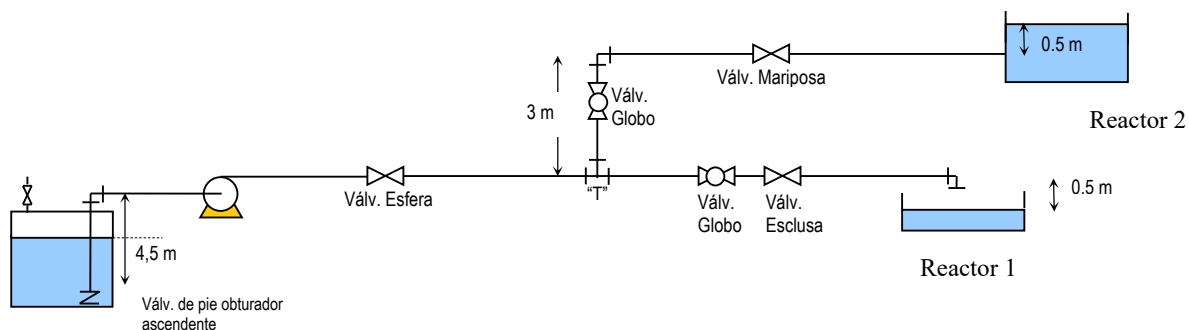 0.5 m
Válv. Mariposa
Válv.
Globo
3 m
Reactor 2
"T"
Válv. Esfera
Válv.
Globo
Válv.
Esclusa
0.5 m
4,5 m
Reactor 1
Válv. de pie obturador
ascendente